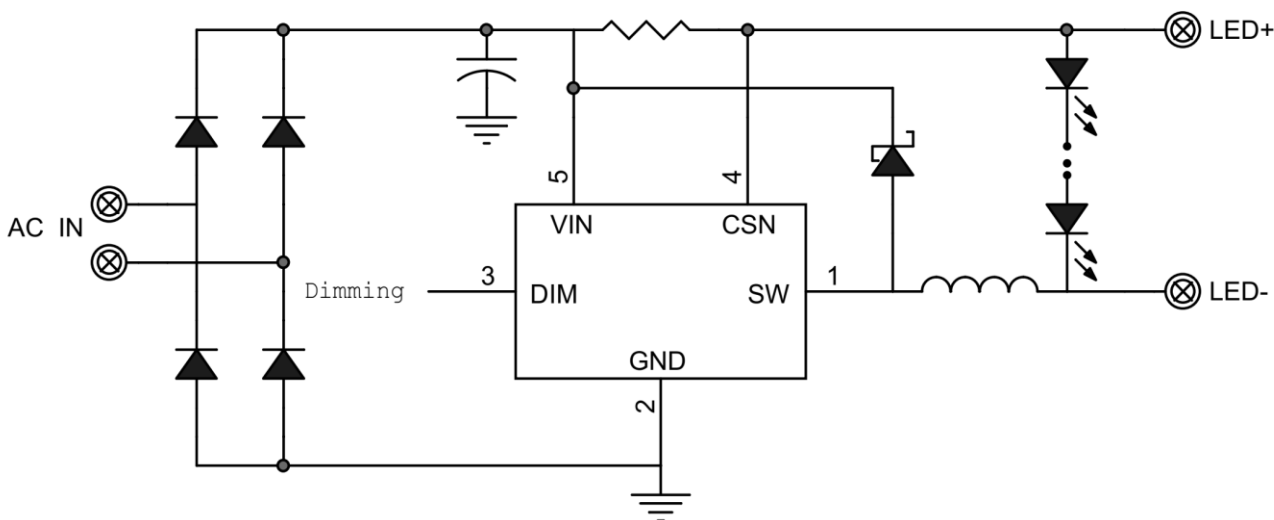 LED+
5
4
VIN
CSN
AC IN
Dimming
3
DIM
SW
1
LED-
GND
2